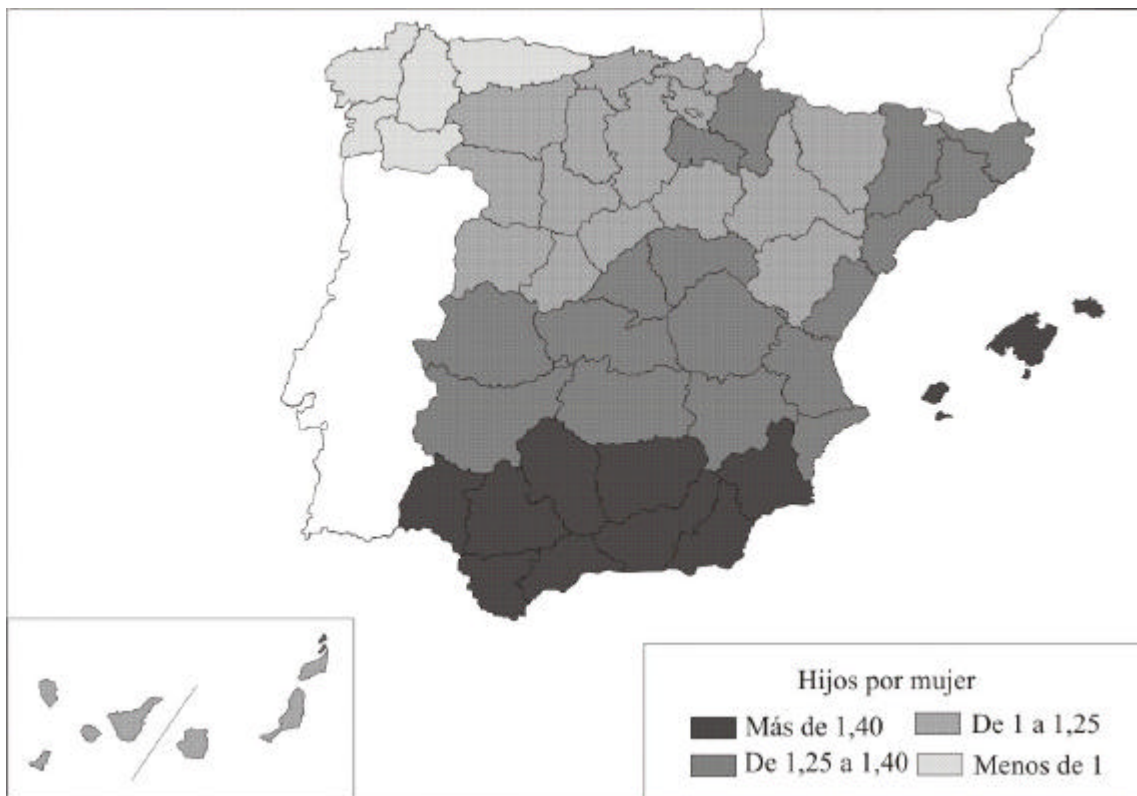 Hijos por mujer
Más de 1,40
De 1 a 1,25
De 1,25 a 1,40
Menos de 1